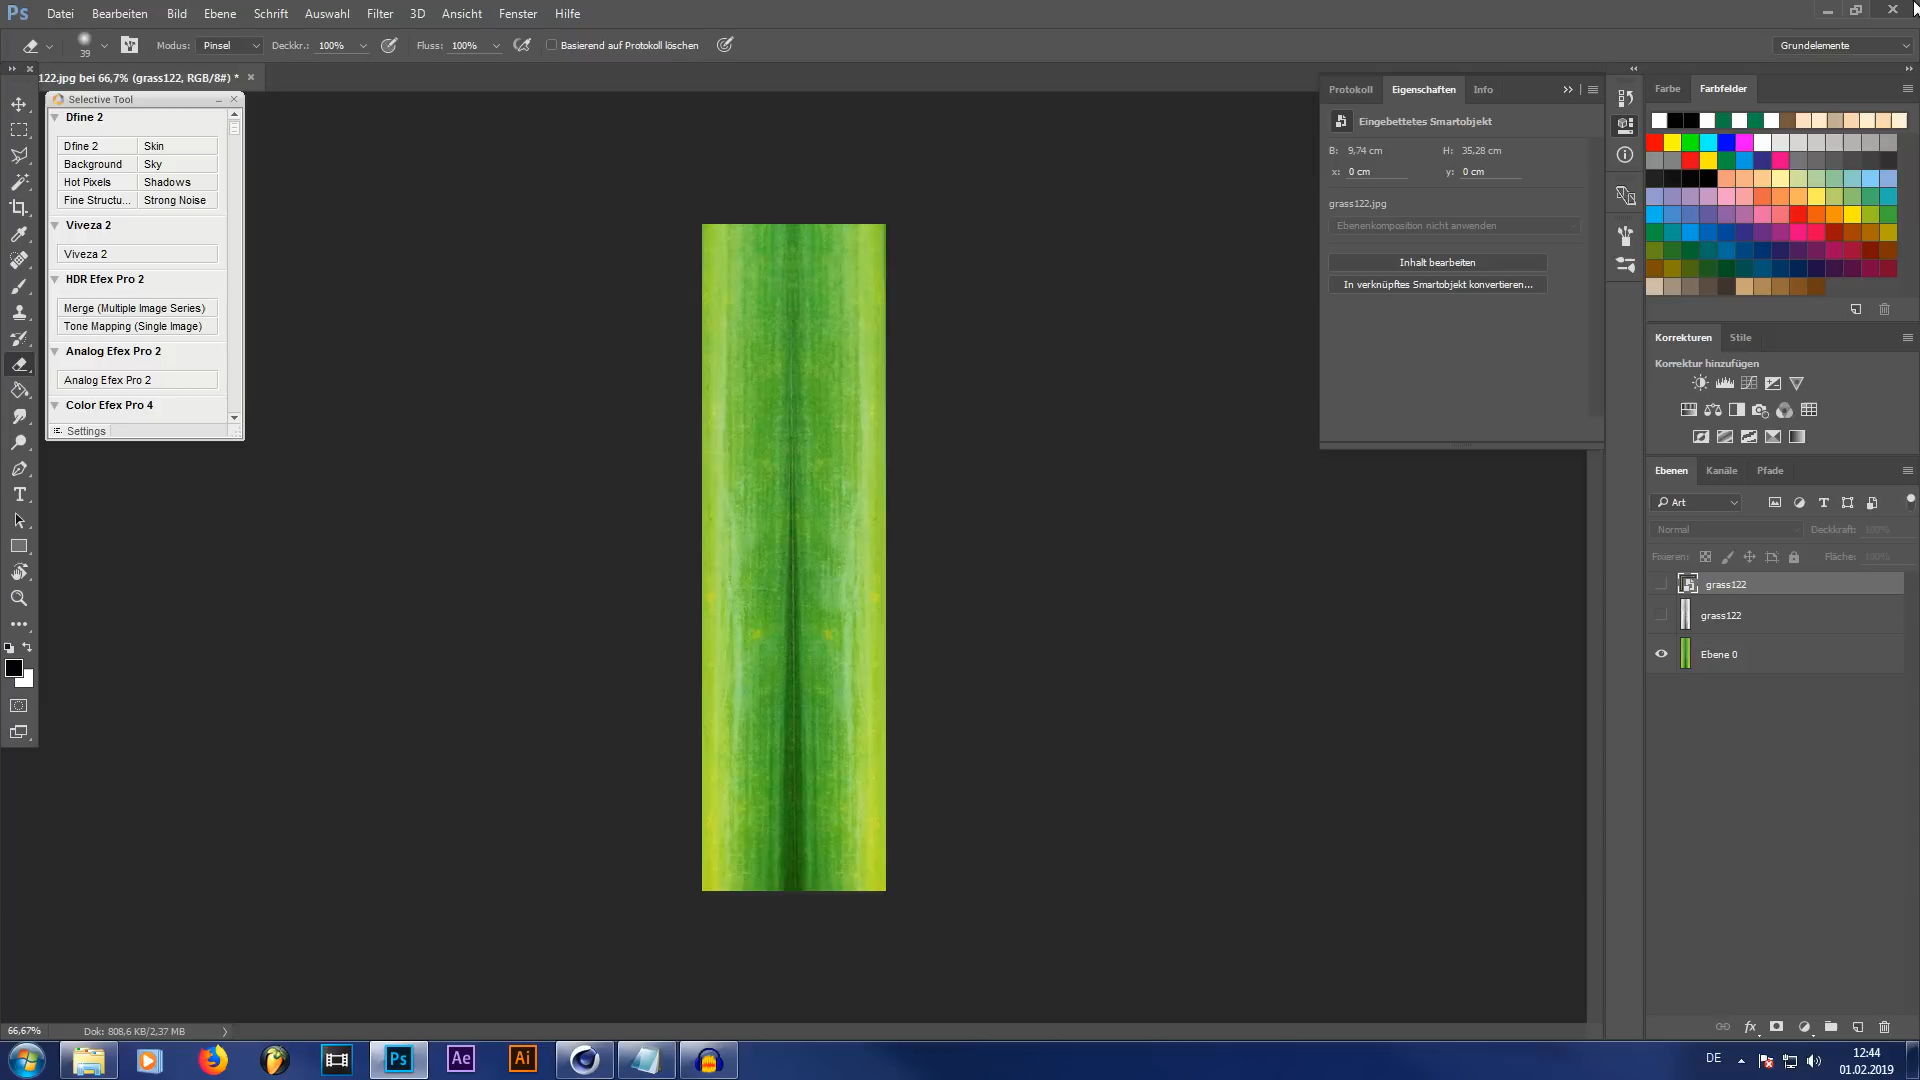 Ps Datei Bearbeiten Bild Ebene Schrift Auswahl Filter 3D Ansicht Fenster Hilfe
39 Modus: Pinsel Deckkr.: 100% Fluss: 100% Basierend auf Protokoll löschen Grundelemente
122.jpg bei 66,7% (grass122, RGB/8#) *
Selective Tool
Dfine 2
Dfine 2 Skin
Background Sky
Hot Pixels Shadows
Fine Structu... Strong Noise
Viveza 2
Viveza 2
HDR Efex Pro 2
Merge (Multiple Image Series)
Tone Mapping (Single Image)
Analog Efex Pro 2
Analog Efex Pro 2
Color Efex Pro 4
Settings
Protokoll Eigenschaften Info
Eingebettetes Smartobjekt
B: 9,74 cm H: 35,28 cm
x: 0 cm y: 0 cm
grass122.jpg
Ebenenkomposition nicht anwenden
Inhalt bearbeiten
In verknüpftes Smartobjekt konvertieren...
Farbe Farbfelder
Korrekturen Stile
Korrektur hinzufügen
Ebenen Kanäle Pfade
Art
Normal Deckkraft: 100%
Fixieren: Fläche: 100%
grass122
grass122
Ebene 0
66,67% Dok: 808,6 KB/2,37 MB
Ps Ae Ai
DE 12:44
01.02.2019